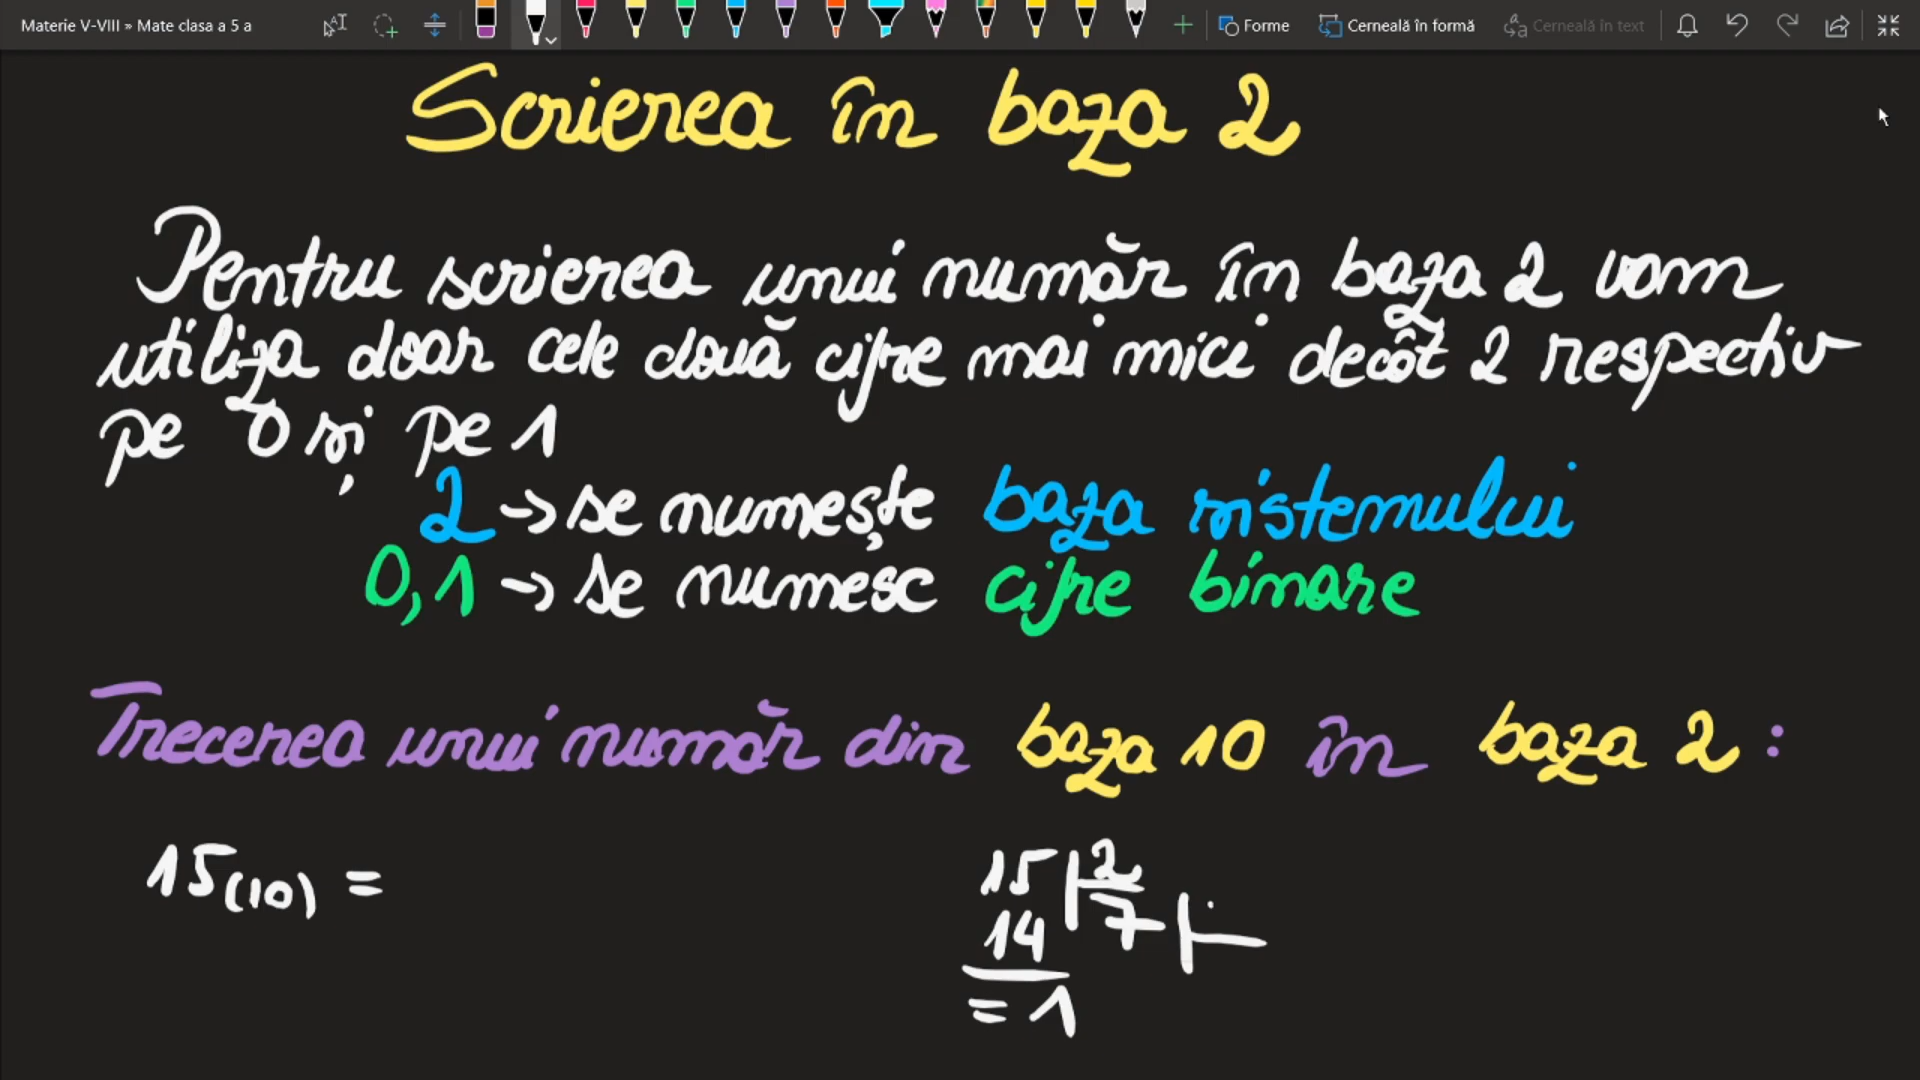 Materie V-VIII » Mate clasa a 5 a
Forme
Cerneală în formă
Cerneală în text
Scrierea în baza 2
Pentru scrierea unui număr în baza 2 vom
utiliza doar cele două cifre mai mici decât 2 respectiv
pe 0 și pe 1
2 -> se numește baza sistemului
0,1 -> se numesc cifre binare
Trecerea unui număr din baza 10 în baza 2 :
15(10) =
15 | 2
14 7
= 1